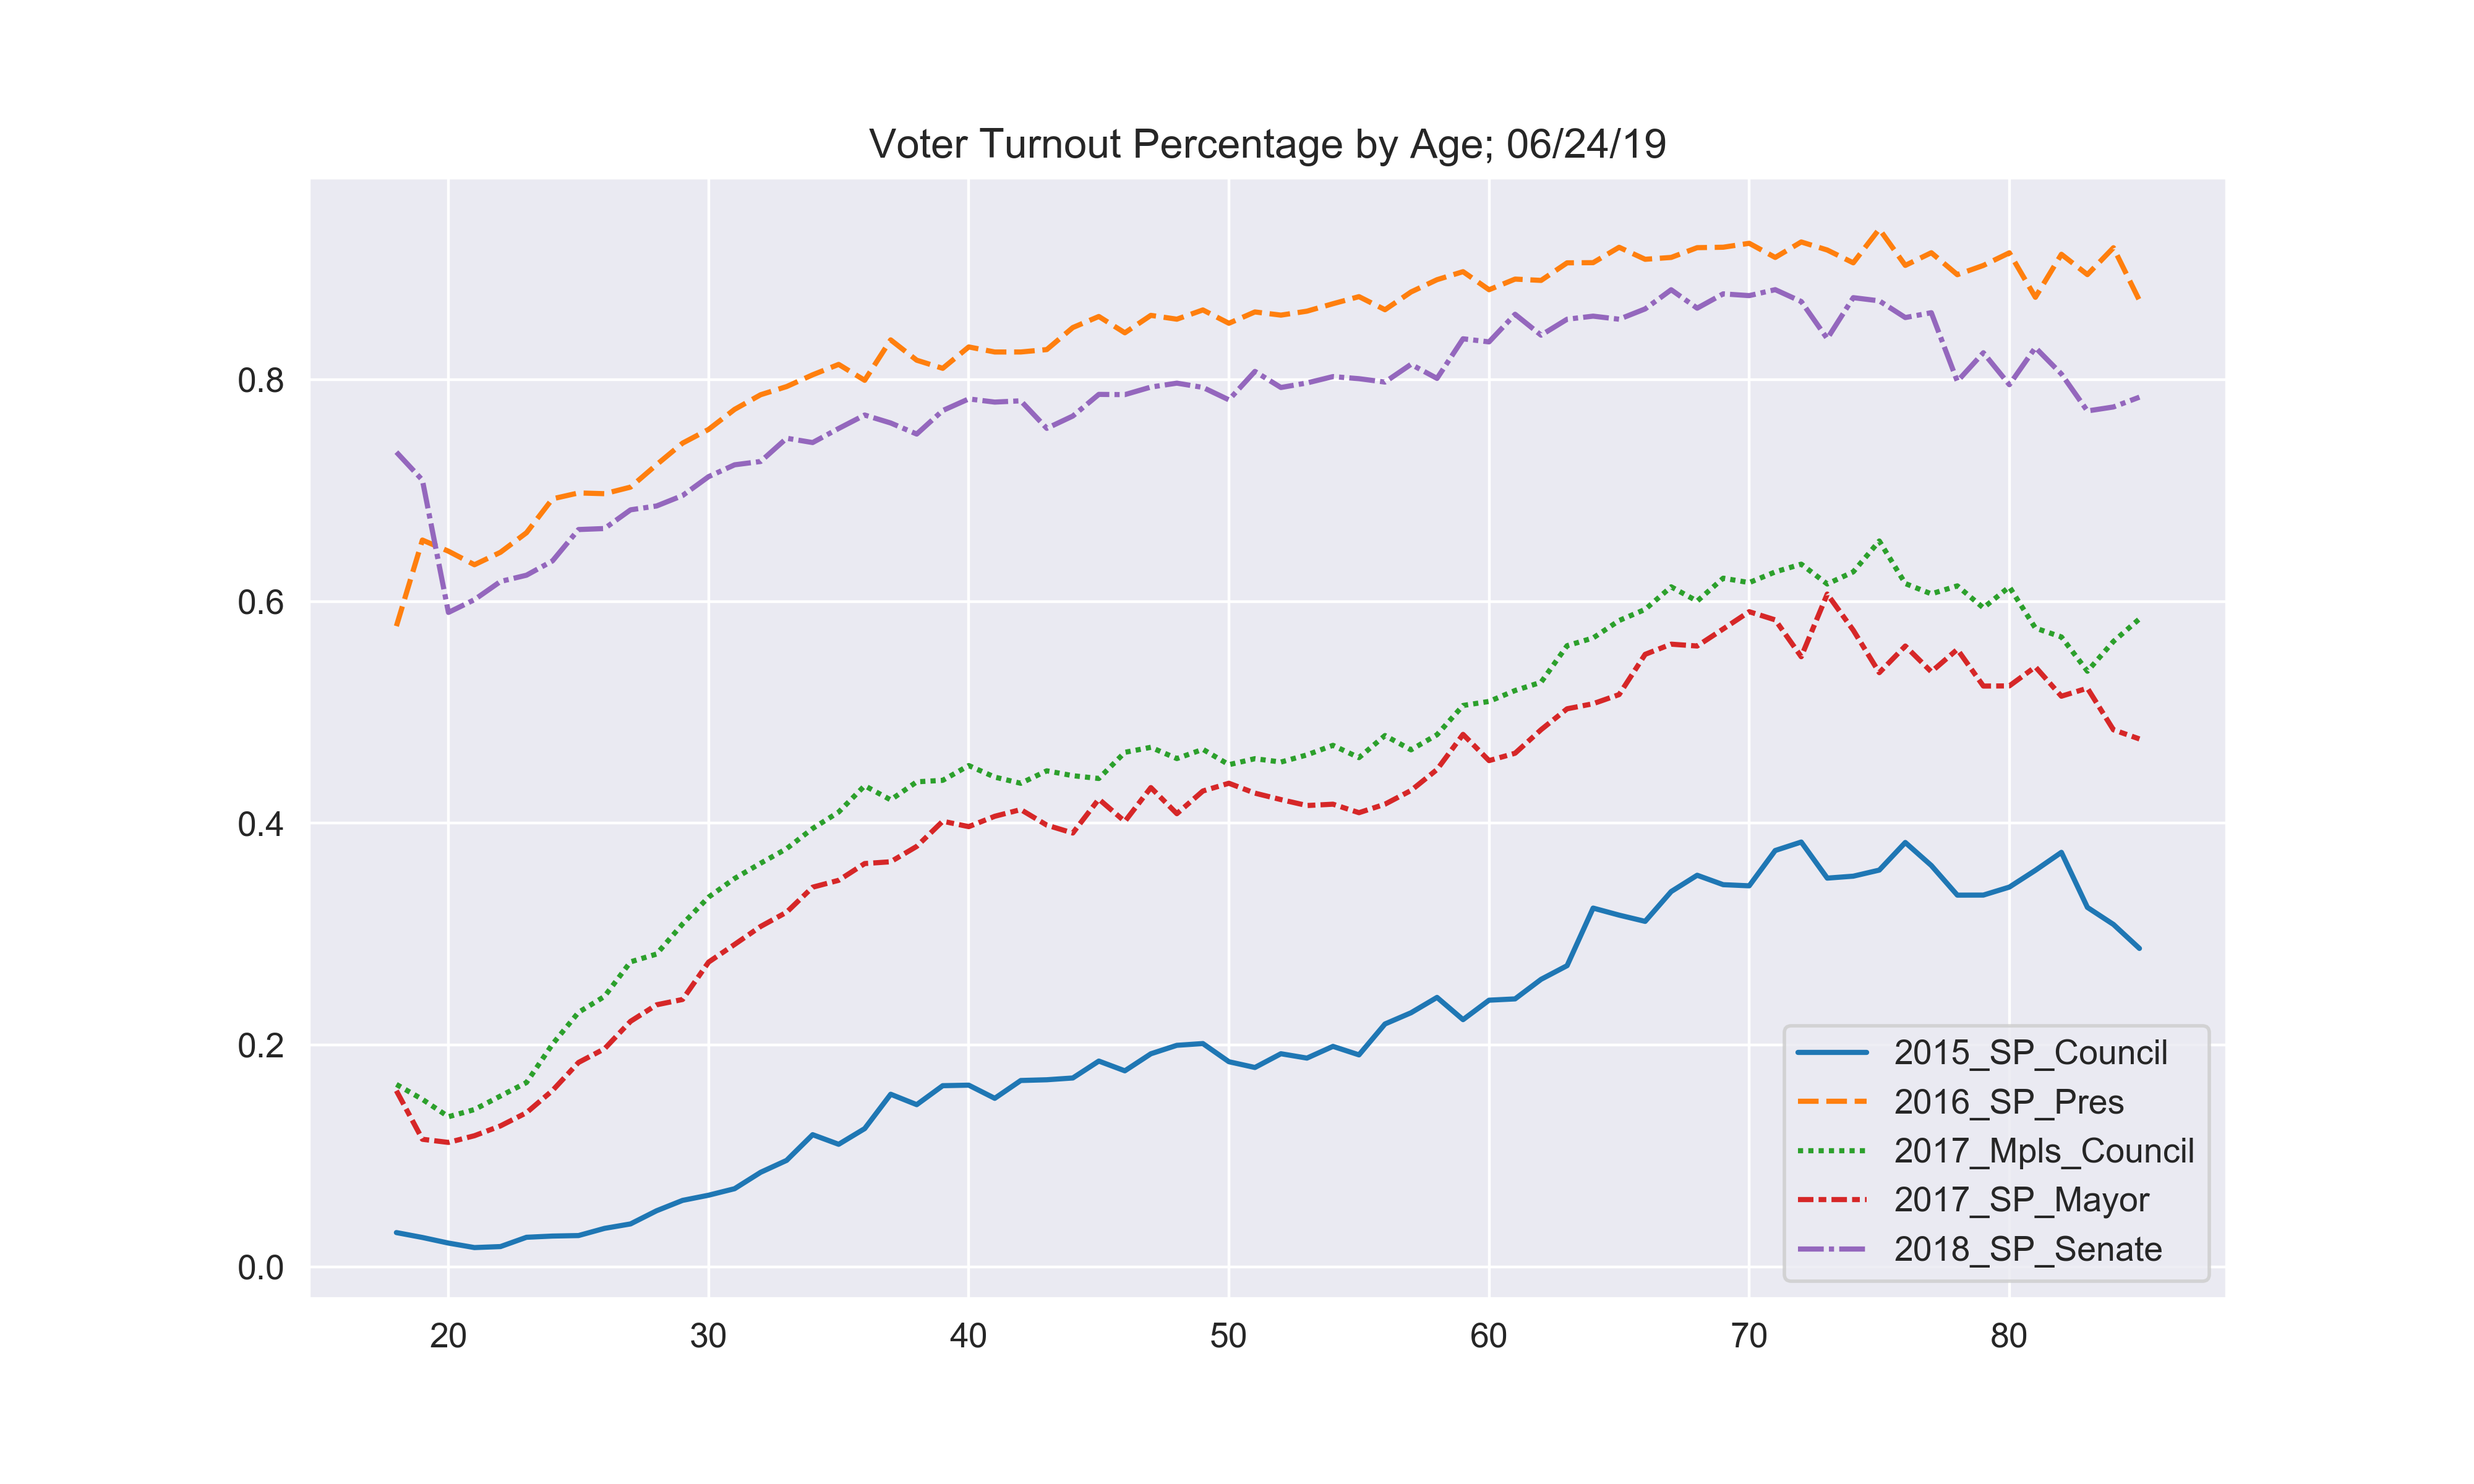 Voter Turnout Percentage by Age; 06/24/19
0.8
0.6
0.4
0.2
0.0
2015_SP_Council
2016_SP_Pres
2017_Mpls_Council
2017_SP_Mayor
2018_SP_Senate
20 30 40 50 60 70 80